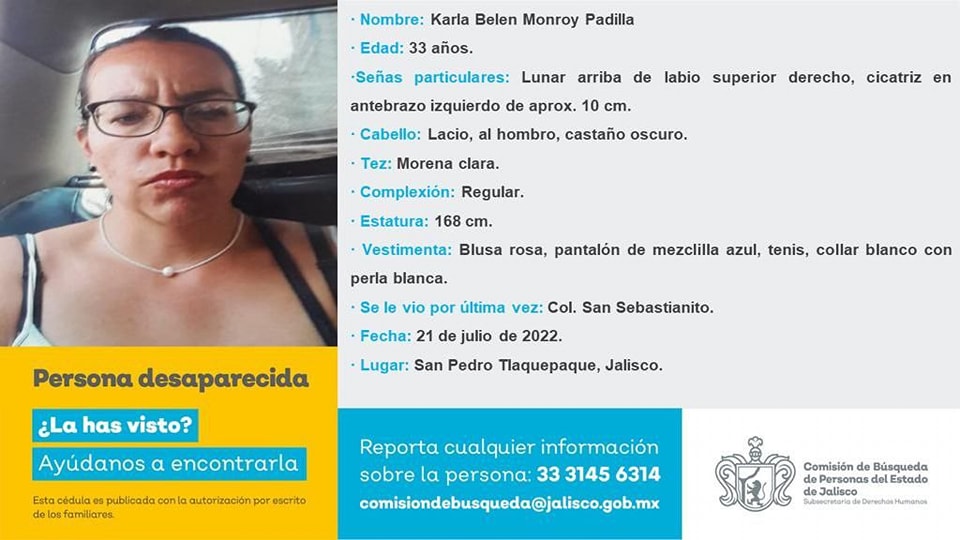 · Nombre: Karla Belen Monroy Padilla
· Edad: 33 años.
·Señas particulares: Lunar arriba de labio superior derecho, cicatriz en
antebrazo izquierdo de aprox. 10 cm.
· Cabello: Lacio, al hombro, castaño oscuro.
· Tez: Morena clara.
· Complexión: Regular.
· Estatura: 168 cm.
· Vestimenta: Blusa rosa, pantalón de mezclilla azul, tenis, collar blanco con
perla blanca.
· Se le vio por última vez: Col. San Sebastianito.
· Fecha: 21 de julio de 2022.
· Lugar: San Pedro Tlaquepaque, Jalisco.
Persona desaparecida
¿La has visto?
Ayúdanos a encontrarla
Esta cédula es publicada con la autorización por escrito
de los familiares.
Reporta cualquier información
sobre la persona: 33 3145 6314
comisiondebusqueda@jalisco.gob.mx
Comisión de Búsqueda
de Personas del Estado
de Jalisco
Subsecretaría de Derechos Humanos